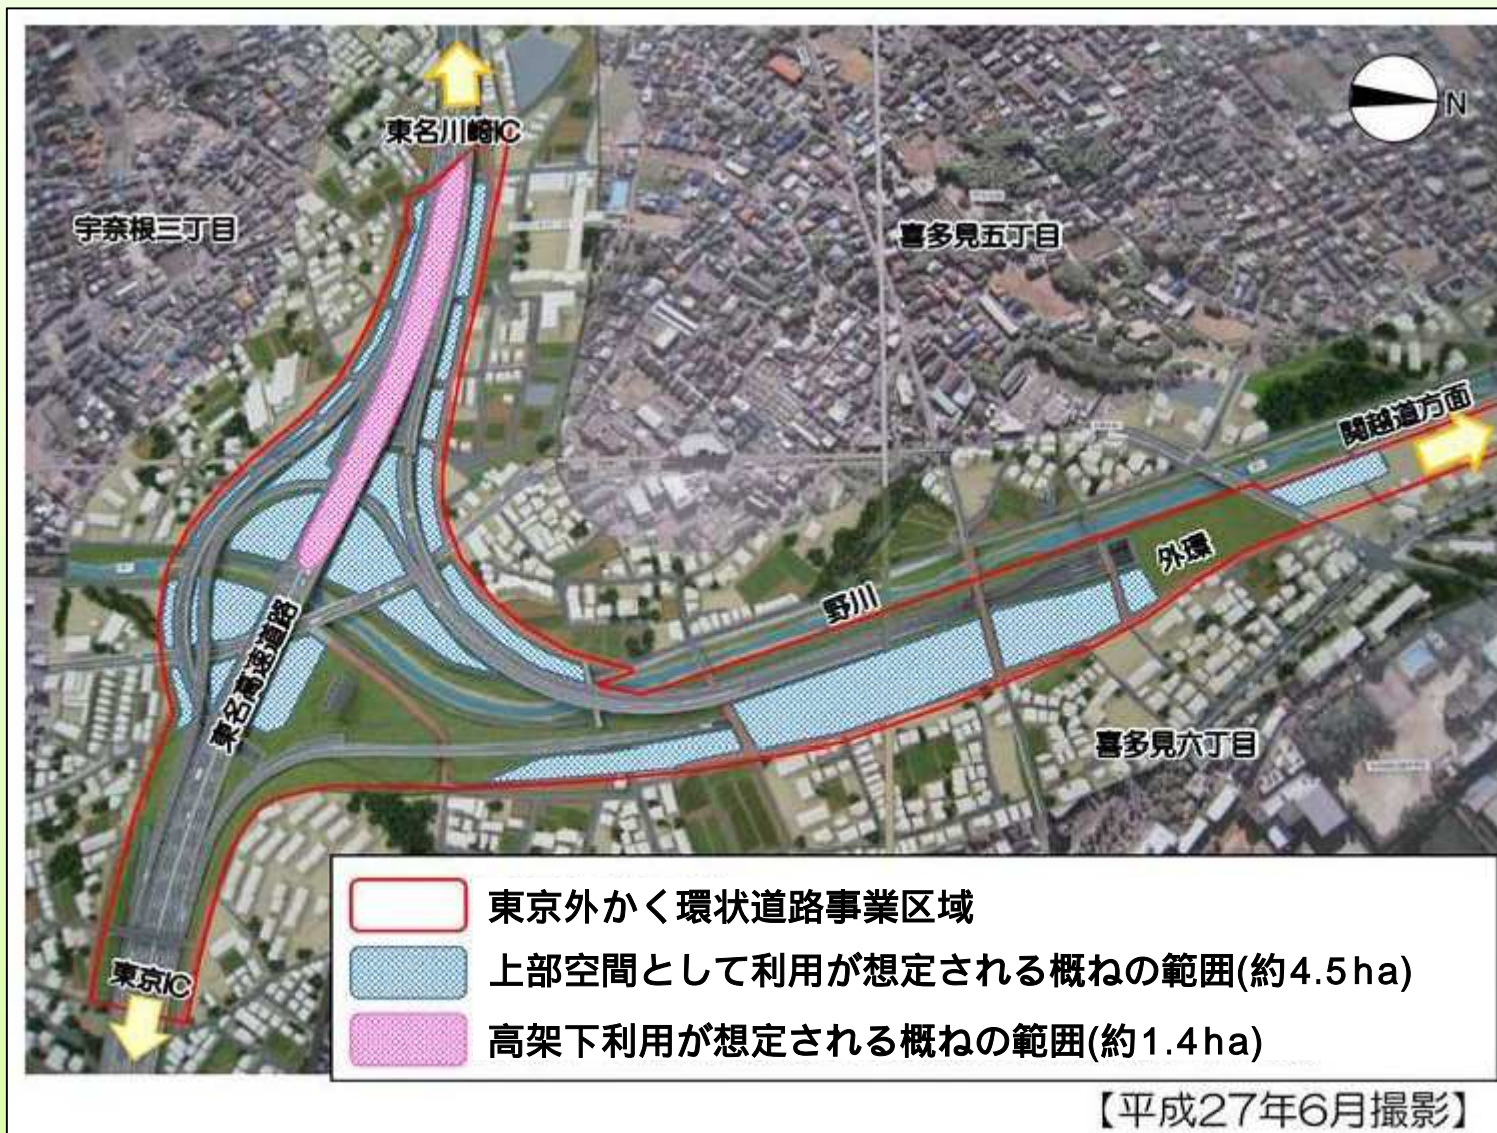 東名川崎IC
N
宇奈根三丁目
喜多見五丁目
関越道方面
外環
野川
東名高速道路
喜多見六丁目
東京IC
東京外かく環状道路事業区域
上部空間として利用が想定される概ねの範囲(約4.5ha)
高架下利用が想定される概ねの範囲(約1.4ha)
【平成27年6月撮影】